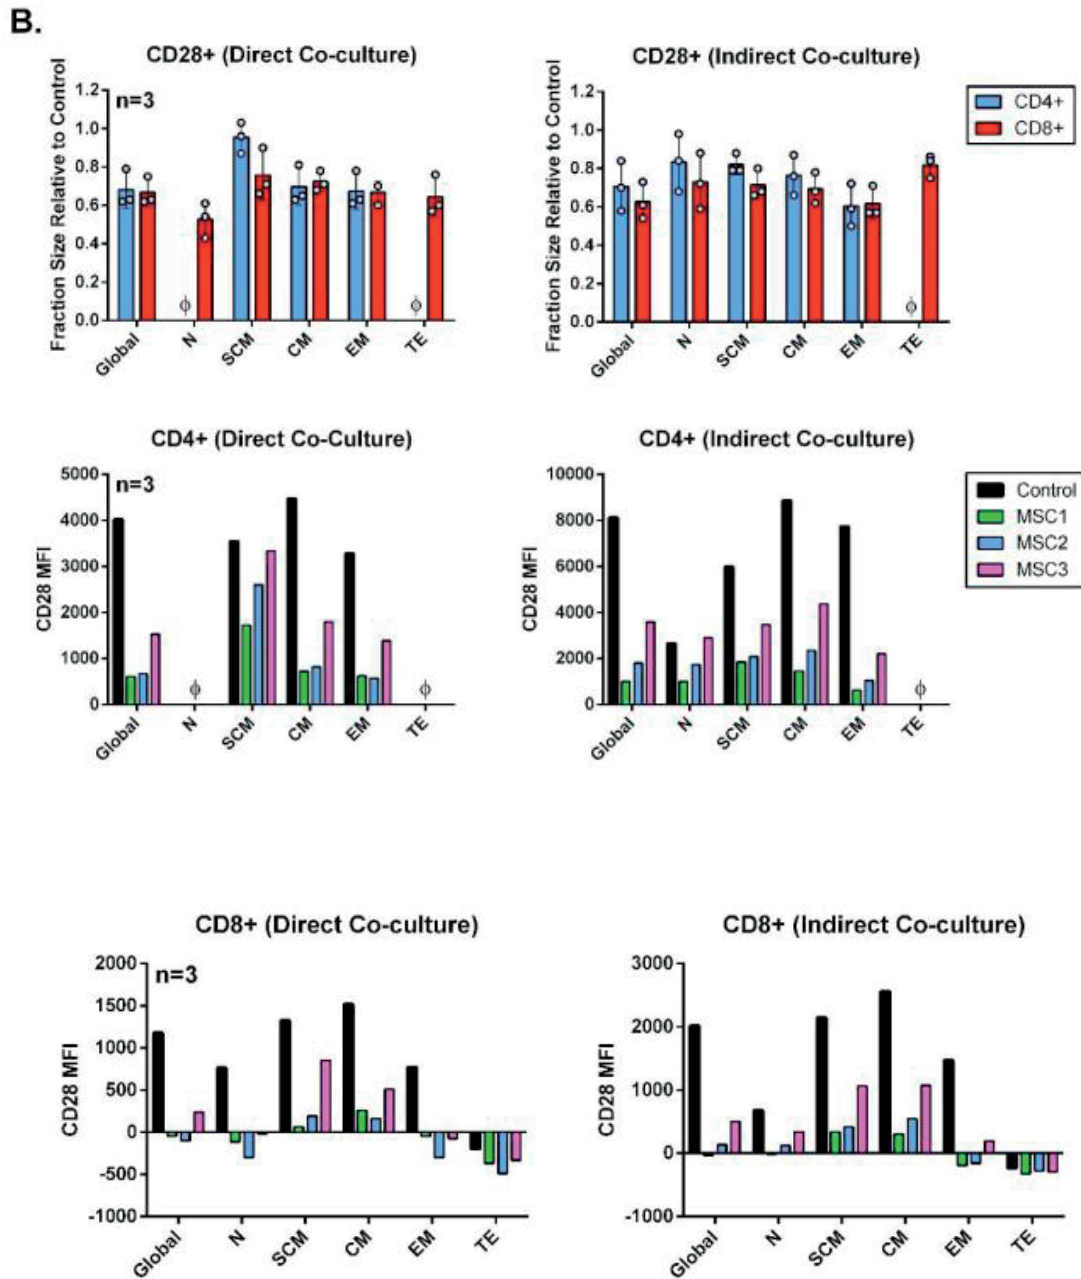 B.
CD28+ (Direct Co-culture)
Fraction Size Relative to Control
n=3
1.2
1.0
0.8
0.6
0.4
0.2
0.0
Global
N
SCM
CM
EM
TE
CD28+ (Indirect Co-culture)
Fraction Size Relative to Control
1.2
1.0
0.8
0.6
0.4
0.2
0.0
Global
N
SCM
CM
EM
TE
CD4+
CD8+
CD4+ (Direct Co-Culture)
CD28 MFI
n=3
5000
4000
3000
2000
1000
0
Global
N
SCM
CM
EM
TE
CD4+ (Indirect Co-culture)
CD28 MFI
10000
8000
6000
4000
2000
0
Global
N
SCM
CM
EM
TE
Control
MSC1
MSC2
MSC3
CD8+ (Direct Co-culture)
CD28 MFI
n=3
2000
1500
1000
500
0
-500
-1000
Global
N
SCM
CM
EM
TE
CD8+ (Indirect Co-culture)
CD28 MFI
3000
2000
1000
0
-1000
Global
N
SCM
CM
EM
TE